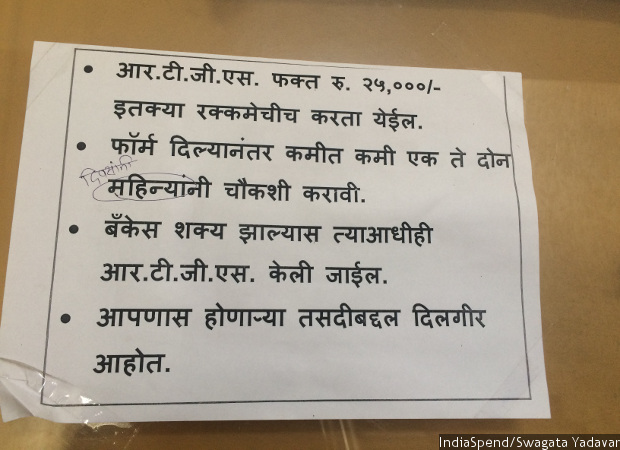 • आर.टी.जी.एस. फक्त रु. २५,०००/-
इतक्या रक्कमेचीच करता येईल.
• फॉर्म दिल्यानंतर कमीत कमी एक ते दोन
दिवसांनी
महिन्यांनी चौकशी करावी.
• बँकेस शक्य झाल्यास त्याआधीही
आर.टी.जी.एस. केली जाईल.
• आपणास होणाऱ्या तसदीबद्दल दिलगीर
आहोत.
IndiaSpend/Swagata Yadavar